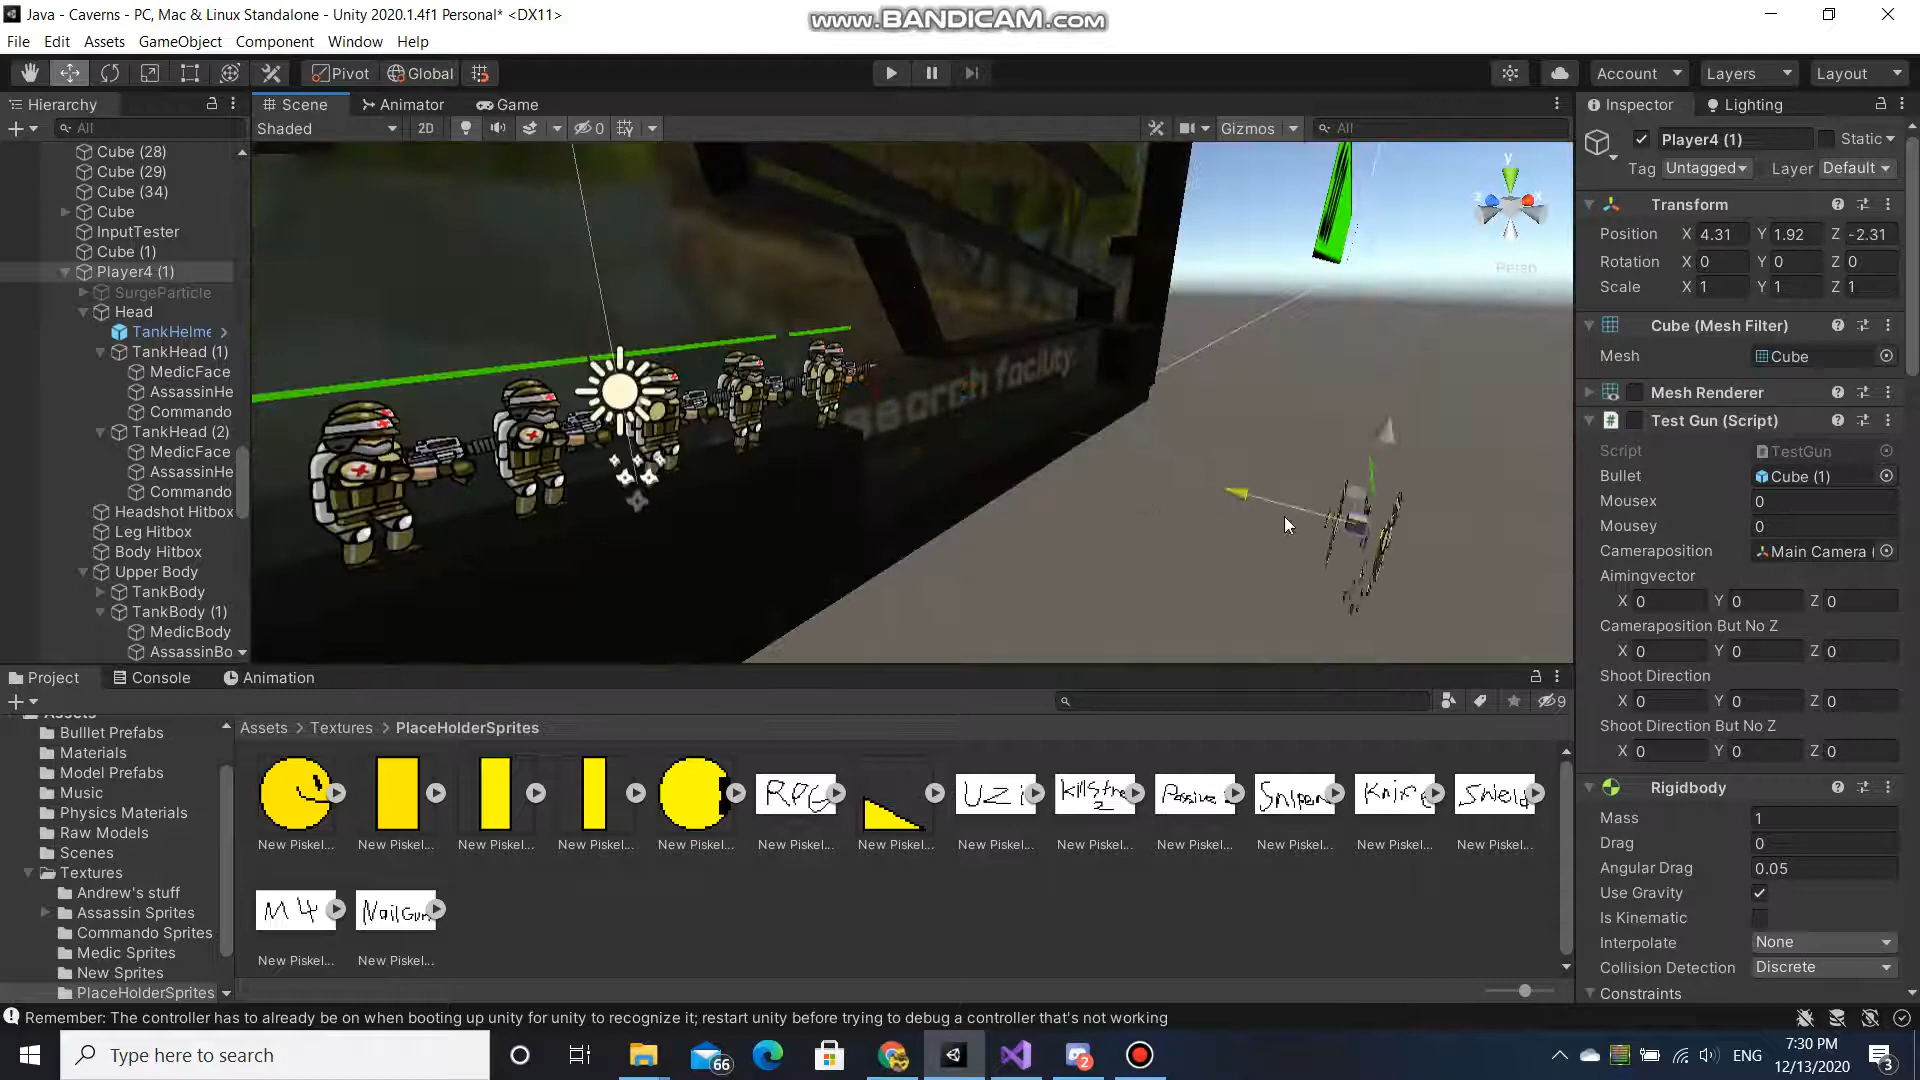 Java - Caverns - PC, Mac & Linux Standalone - Unity 2020.1.4f1 Personal* <DX11>
www.BANDICAM.com
File Edit Assets GameObject Component Window Help
Pivot Global Account Layers Layout
Hierarchy
All
Scene Animator Game
Shaded 2D 0 Gizmos All
Cube (28)
Cube (29)
Cube (34)
Cube
InputTester
Cube (1)
Player4 (1)
SurgeParticle
Head
TankHelme
TankHead (1)
MedicFace
AssassinHe
Commando
TankHead (2)
MedicFace
AssassinHe
Commando
Headshot Hitbox
Leg Hitbox
Body Hitbox
Upper Body
TankBody
TankBody (1)
MedicBody
AssassinBo
search facility
y
z x
Persp
Inspector Lighting
Player4 (1) Static
Tag Untagged Layer Default
Transform
Position X 4.31 Y 1.92 Z -2.31
Rotation X 0 Y 0 Z 0
Scale X 1 Y 1 Z 1
Cube (Mesh Filter)
Mesh Cube
Mesh Renderer
Test Gun (Script)
Script TestGun
Bullet Cube (1)
Mousex 0
Mousey 0
Cameraposition Main Camera (
Aimingvector
X 0 Y 0 Z 0
Cameraposition But No Z
X 0 Y 0 Z 0
Shoot Direction
X 0 Y 0 Z 0
Shoot Direction But No Z
X 0 Y 0 Z 0
Rigidbody
Mass 1
Drag 0
Angular Drag 0.05
Use Gravity
Is Kinematic
Interpolate None
Collision Detection Discrete
Constraints
Project Console Animation
9
Assets
Bulllet Prefabs
Materials
Model Prefabs
Music
Physics Materials
Raw Models
Scenes
Textures
Andrew's stuff
Assassin Sprites
Commando Sprites
Medic Sprites
New Sprites
PlaceHolderSprites
Assets Textures PlaceHolderSprites
RPG UZI Killstre 2 Passive Sniper Knife Shield
New Piskel... New Piskel... New Piskel... New Piskel... New Piskel... New Piskel... New Piskel... New Piskel... New Piskel... New Piskel... New Piskel... New Piskel... New Piskel...
M4 NailGun
New Piskel... New Piskel...
Remember: The controller has to already be on when booting up unity for unity to recognize it; restart unity before trying to debug a controller that's not working
Type here to search
66
2
ENG
7:30 PM
12/13/2020
3